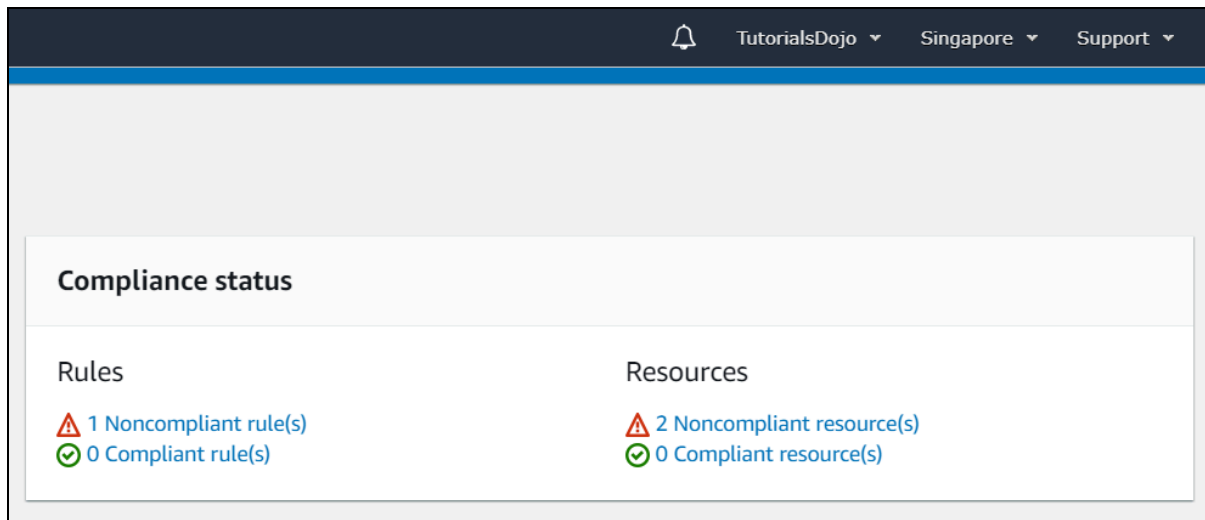 TutorialsDojo Singapore Support
Compliance status
Rules Resources
1 Noncompliant rule(s) 2 Noncompliant resource(s)
0 Compliant rule(s) 0 Compliant resource(s)